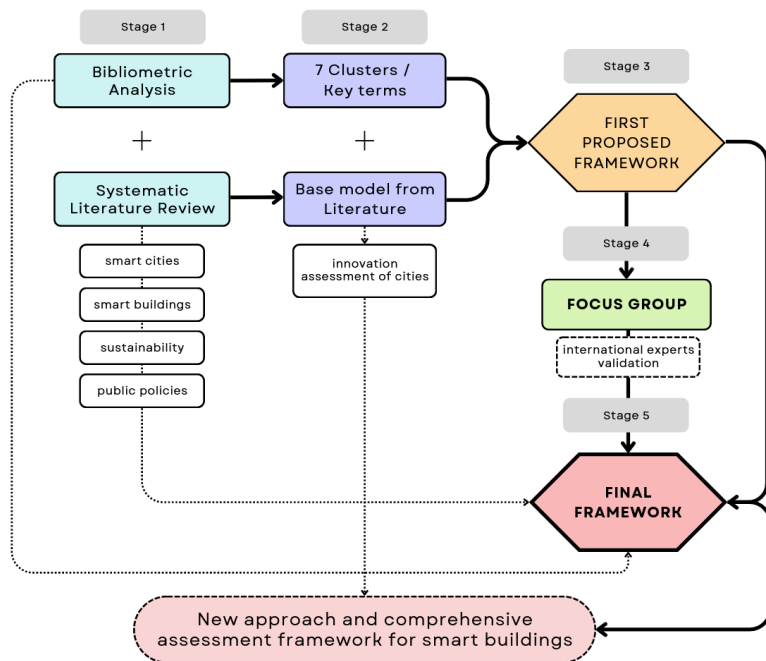 Stage 1
Stage 2
Bibliometric
Analysis
7 Clusters /
Key terms
Stage 3
FIRST
PROPOSED
FRAMEWORK
+
+
Systematic
Literature Review
Base model from
Literature
smart cities
smart buildings
sustainability
public policies
innovation
assessment of cities
Stage 4
FOCUS GROUP
international experts
validation
Stage 5
FINAL
FRAMEWORK
New approach and comprehensive
assessment framework for smart buildings